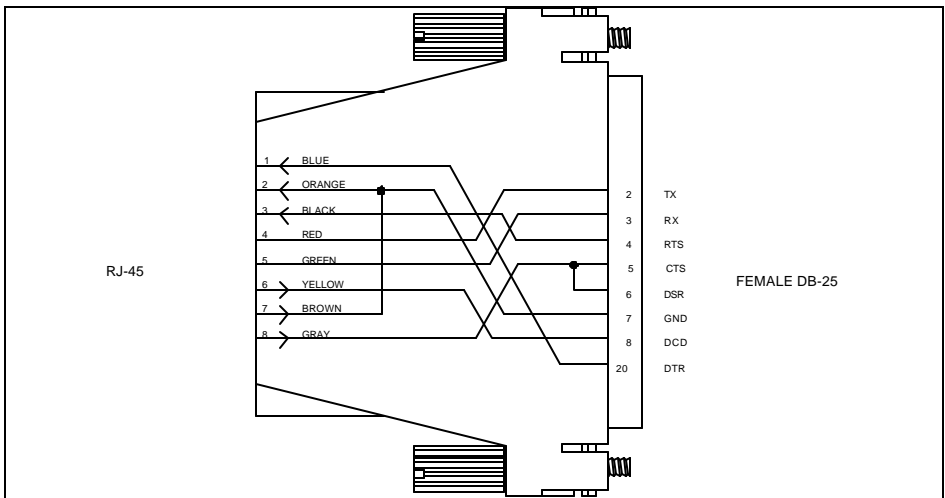 1 BLUE
2 ORANGE
3 BLACK
4 RED
5 GREEN
6 YELLOW
7 BROWN
8 GRAY
RJ-45
2 TX
3 RX
4 RTS
5 CTS
6 DSR
7 GND
8 DCD
20 DTR
FEMALE DB-25